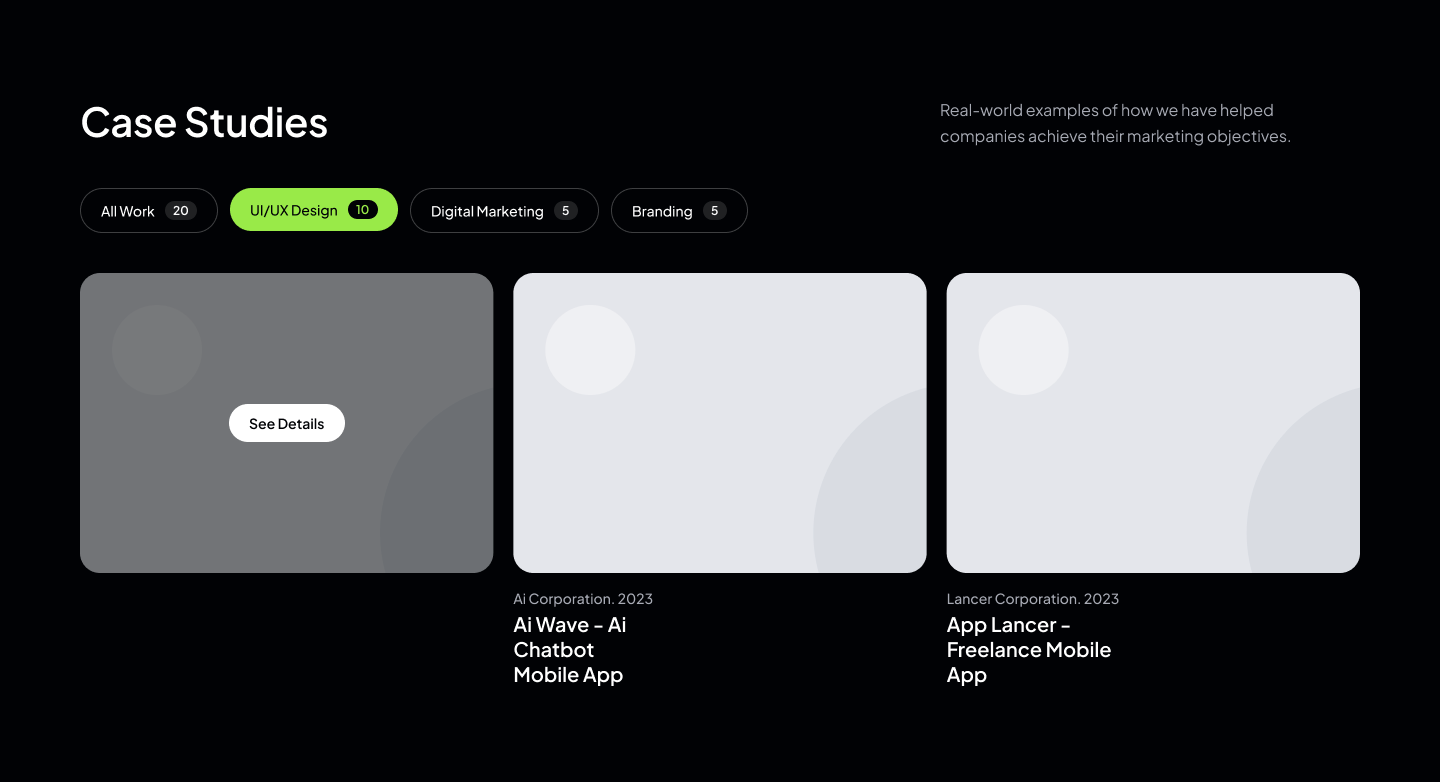 Case Studies
Real-world examples of how we have helped
companies achieve their marketing objectives.
All Work 20
UI/UX Design 10
Digital Marketing 5
Branding 5
See Details
Ai Corporation. 2023
Ai Wave - Ai
Chatbot
Mobile App
Lancer Corporation. 2023
App Lancer -
Freelance Mobile
App